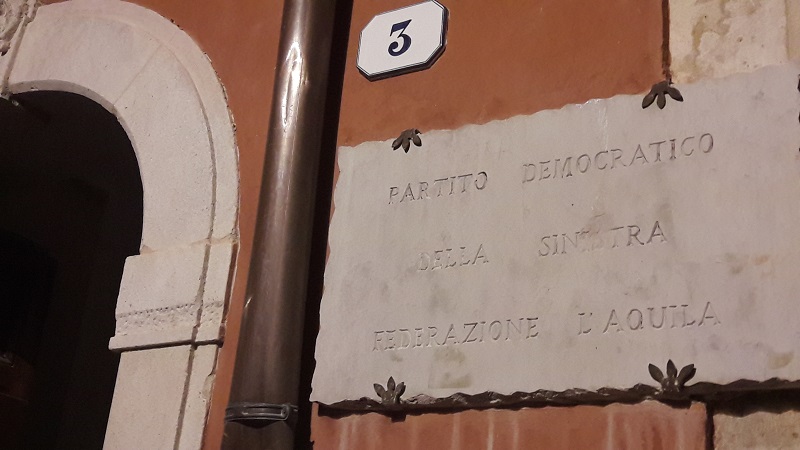 3
PARTITO DEMOCRATICO
DELLA SINISTRA
FEDERAZIONE L'AQUILA